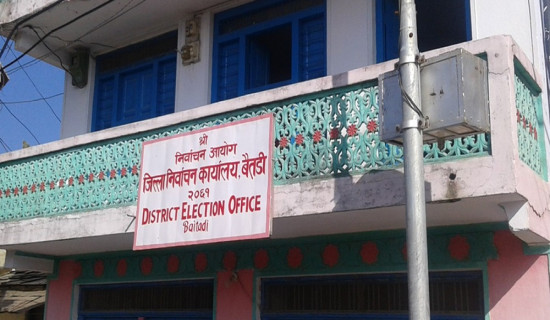 श्री
निर्वाचन आयोग
जिल्ला निर्वाचन कार्यालय, बैतडी
२०६१
DISTRICT ELECTION OFFICE
Baitadi